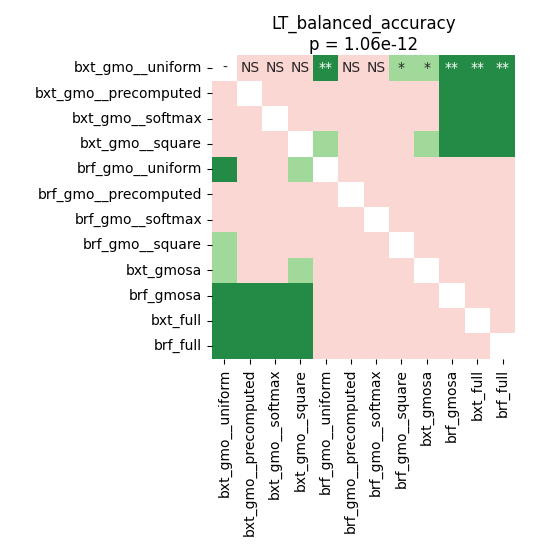 LT_balanced_accuracy
p = 1.06e-12
bxt_gmo__uniform - NS NS NS ** NS NS * * ** ** **
bxt_gmo__precomputed
bxt_gmo__softmax
bxt_gmo__square
brf_gmo__uniform
brf_gmo__precomputed
brf_gmo__softmax
brf_gmo__square
bxt_gmosa
brf_gmosa
bxt_full
brf_full
bxt_gmo__uniform
bxt_gmo__precomputed
bxt_gmo__softmax
bxt_gmo__square
brf_gmo__uniform
brf_gmo__precomputed
brf_gmo__softmax
brf_gmo__square
bxt_gmosa
brf_gmosa
bxt_full
brf_full